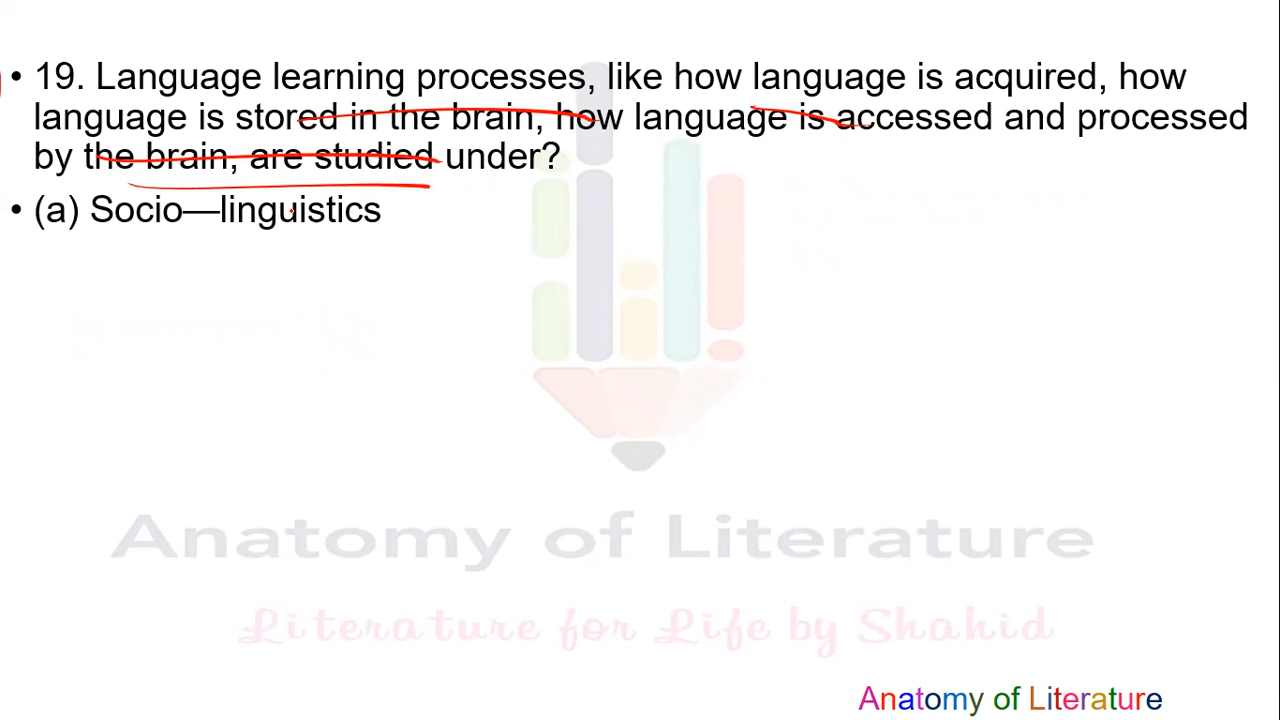 • 19. Language learning processes, like how language is acquired, how
language is stored in the brain, how language is accessed and processed
by the brain, are studied under?
• (a) Socio—linguistics
Anatomy of Literature
Literature for Life by Shahid
Anatomy of Literature